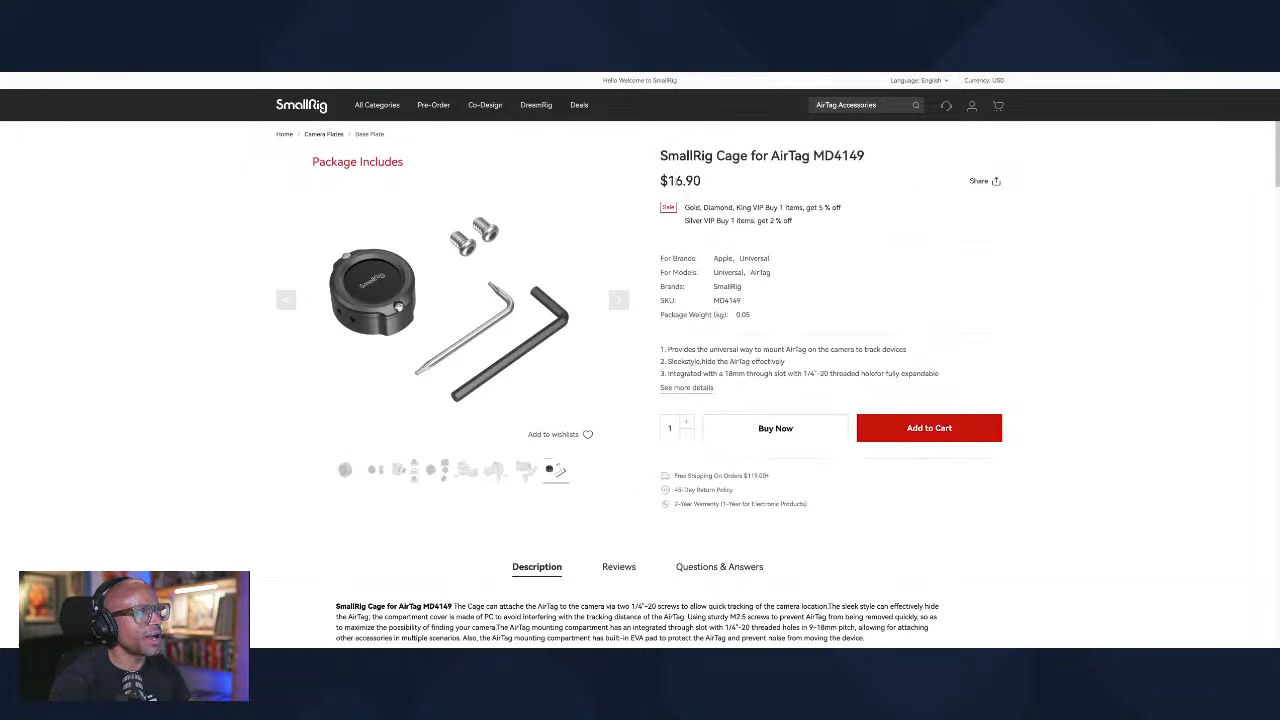 Hello Welcome to SmallRig
Language: English
Currency: USD
SmallRig
All Categories
Pre-Order
Co-Design
DreamRig
Deals
AirTag Accessories
Home / Camera Plates / Base Plate
Package Includes
SmallRig
SmallRig Cage for AirTag MD4149
$16.90
Share
Sale
Gold, Diamond, King VIP Buy 1 items, get 5 % off
Silver VIP Buy 1 items, get 2 % off
For Brands: Apple, Universal
For Models: Universal, AirTag
Brands: SmallRig
SKU: MD4149
Package Weight (kg): 0.05
1. Provides the universal way to mount AirTag on the camera to track devices
2. Sleekstyle,hide the AirTag effectively
3. Integrated with a 18mm through slot with 1/4"-20 threaded holefor fully expandable
See more details
1
+
Buy Now
Add to Cart
Add to wishlists
Free Shipping On Orders $119.00+
45-Day Return Policy
2-Year Warranty (1-Year for Electronic Products)
Description
Reviews
Questions & Answers
SmallRig Cage for AirTag MD4149 The Cage can attache the AirTag to the camera via two 1/4"-20 screws to allow quick tracking of the camera location.The sleek style can effectively hide
the AirTag; the compartment cover is made of PC to avoid interfering with the tracking distance of the AirTag. Using sturdy M2.5 screws to prevent AirTag from being removed quickly, so as
to maximize the possibility of finding your camera.The AirTag mounting compartment has an integrated through slot with 1/4"-20 threaded holes in 9-18mm pitch, allowing for attaching
other accessories in multiple scenarios. Also, the AirTag mounting compartment has built-in EVA pad to protect the AirTag and prevent noise from moving the device.